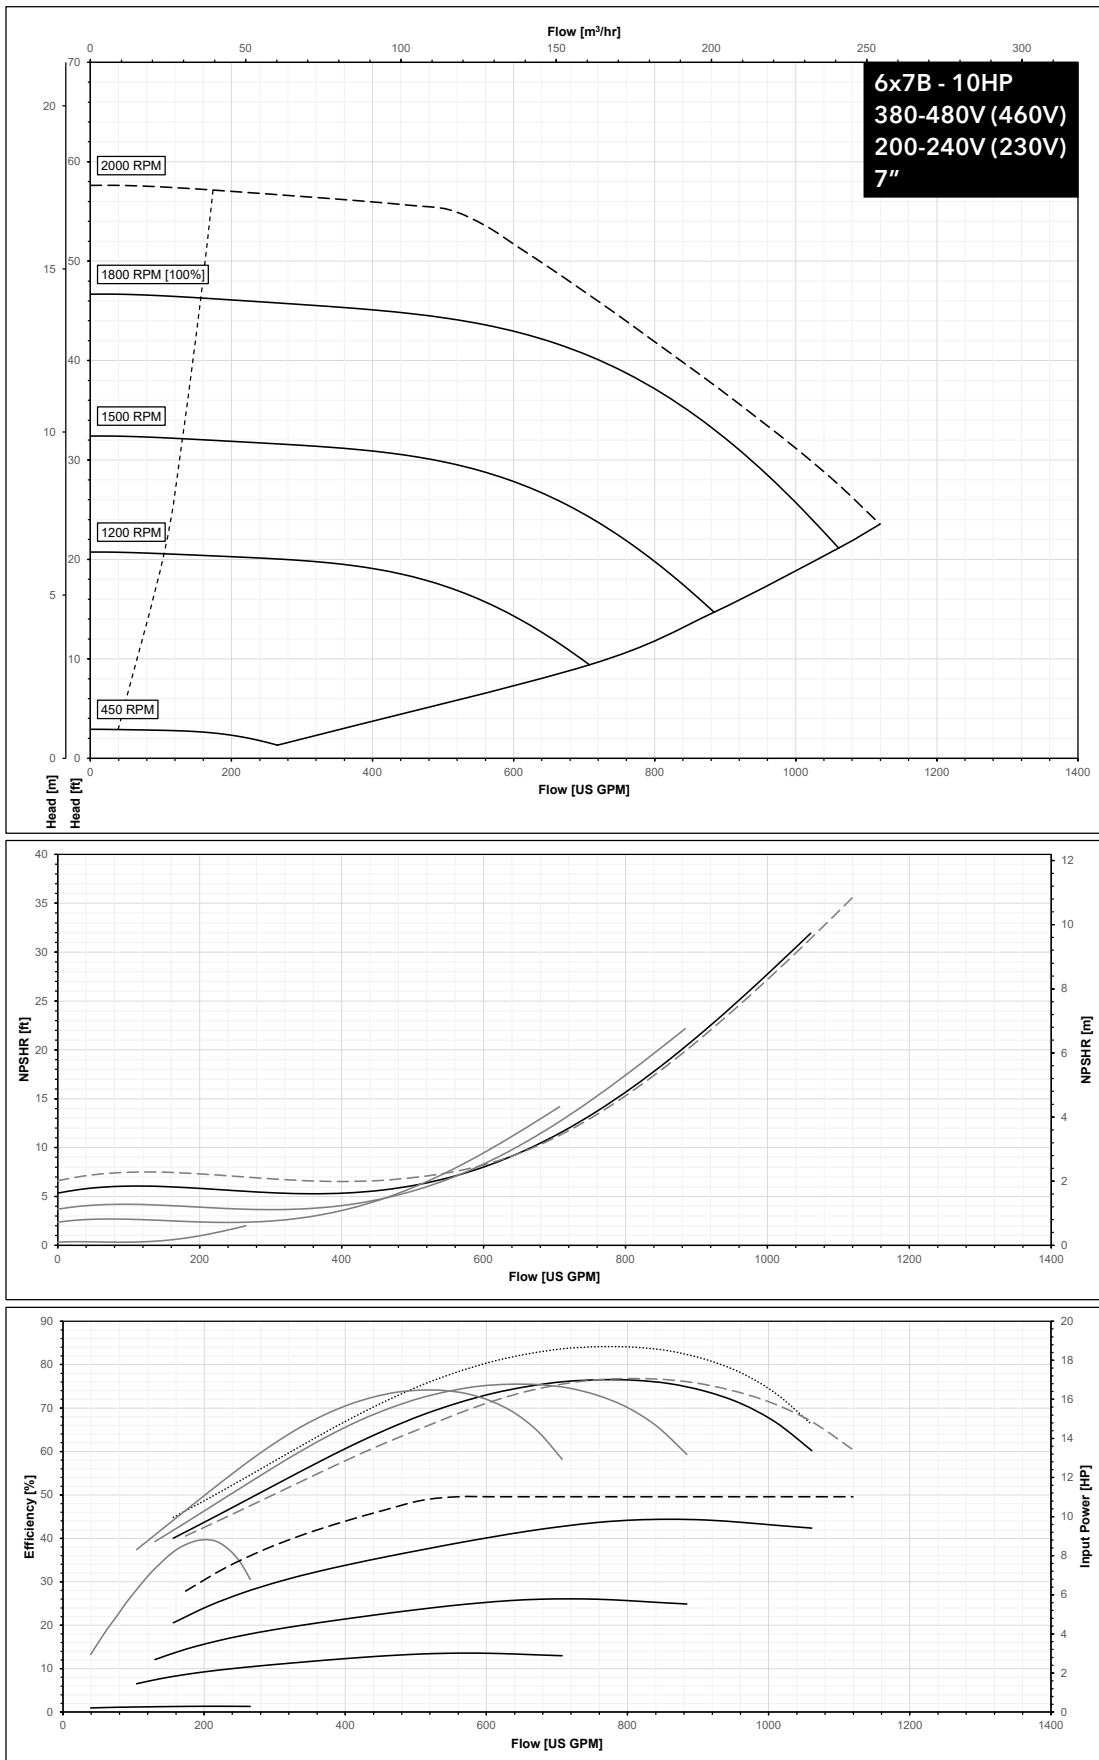 Flow [m³/hr]
0 50 100 150 200 250 300
6x7B - 10HP
380-480V (460V)
200-240V (230V)
7”
2000 RPM
1800 RPM [100%]
1500 RPM
1200 RPM
450 RPM
20
15
10
5
0
Head [m]
70
60
50
40
30
20
10
0
Head [ft]
0 200 400 600 800 1000 1200 1400
Flow [US GPM]
40
35
30
25
20
15
10
5
0
NPSHR [ft]
12
10
8
6
4
2
0
NPSHR [m]
0 200 400 600 800 1000 1200 1400
Flow [US GPM]
90
80
70
60
50
40
30
20
10
0
Efficiency [%]
20
18
16
14
12
10
8
6
4
2
0
Input Power [HP]
0 200 400 600 800 1000 1200 1400
Flow [US GPM]